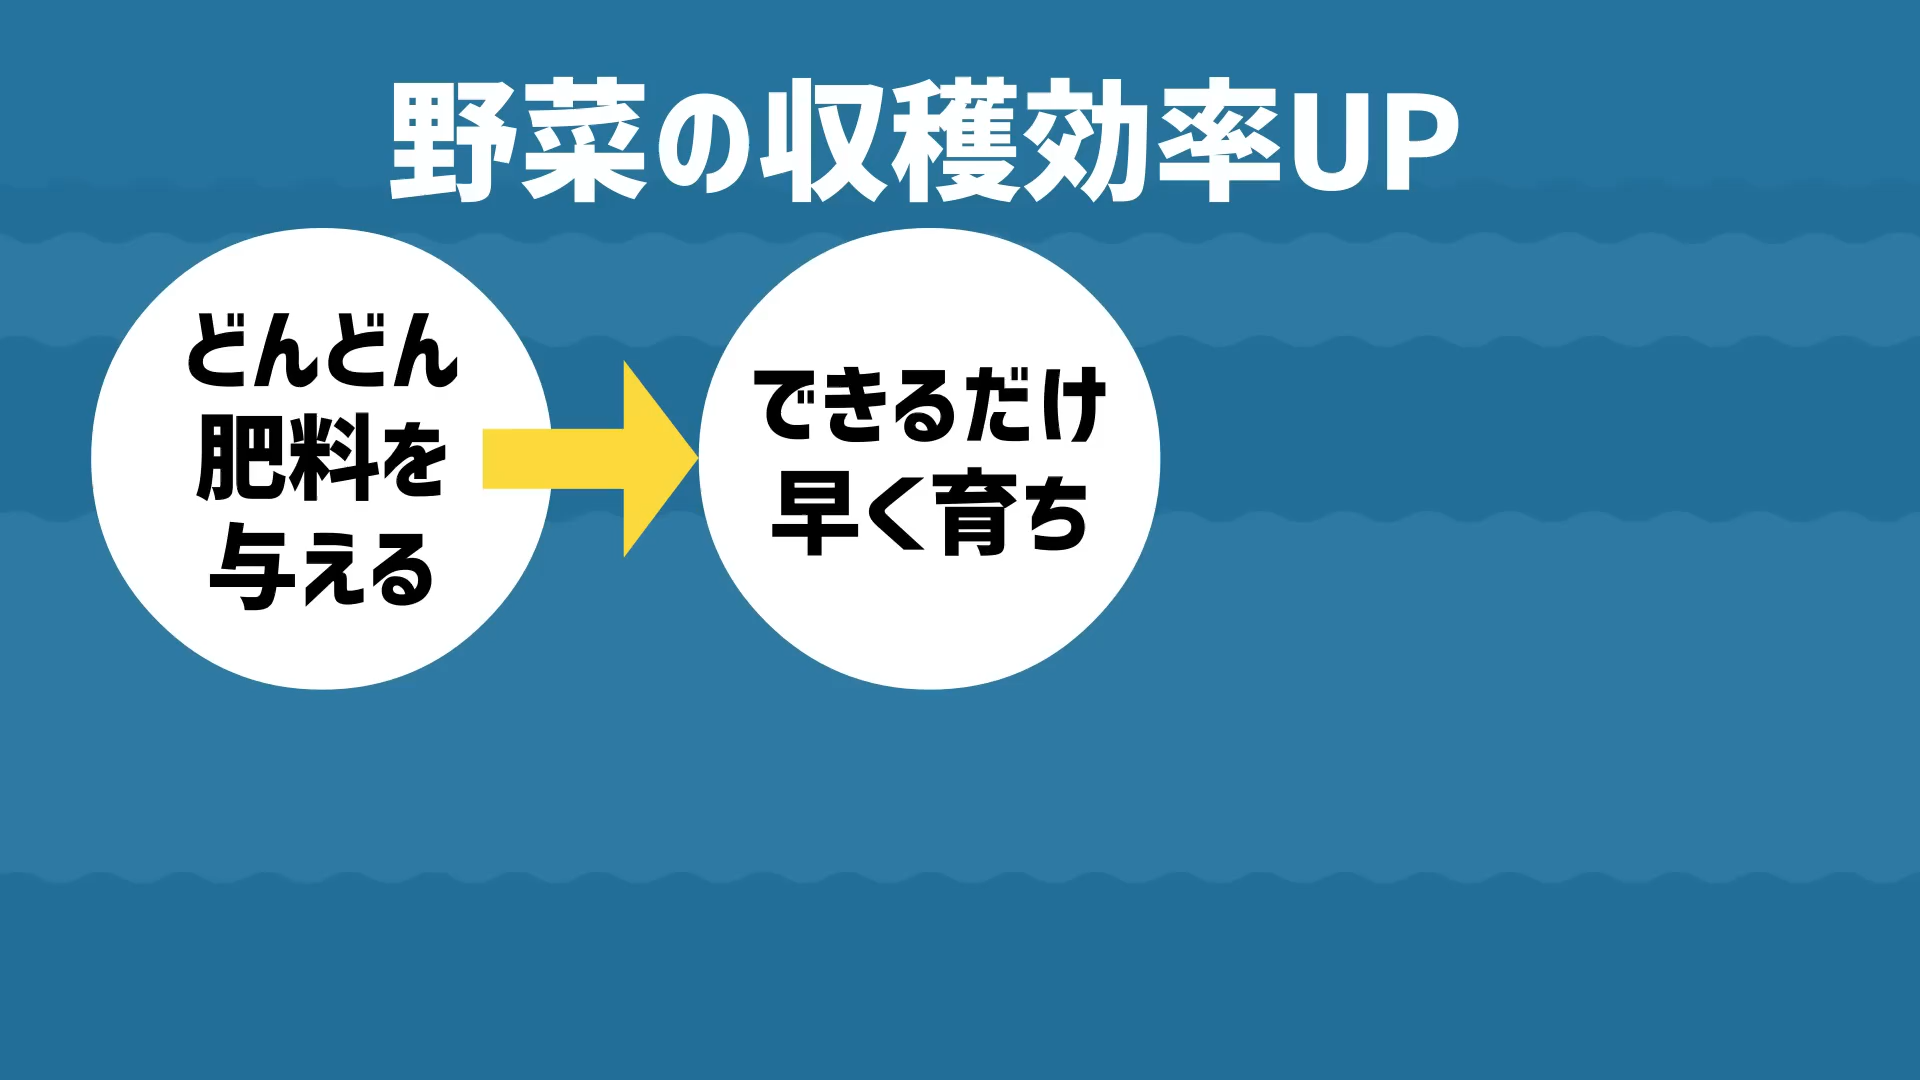 野菜の収穫効率UP
どんどん
肥料を
与える
できるだけ
早く育ち